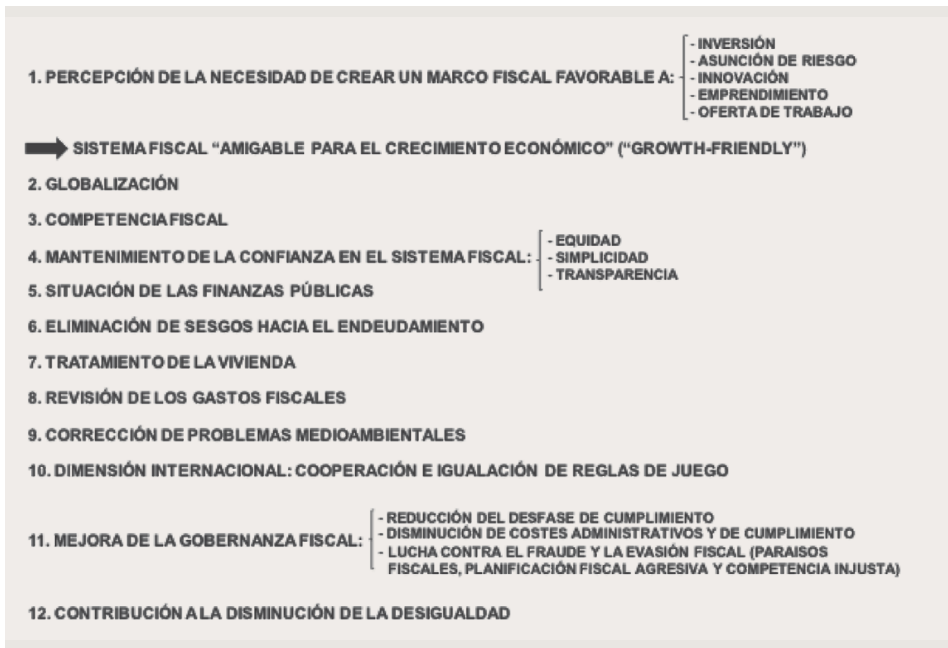 1. PERCEPCIÓN DE LA NECESIDAD DE CREAR UN MARCO FISCAL FAVORABLE A:
- INVERSIÓN
- ASUNCIÓN DE RIESGO
- INNOVACIÓN
- EMPRENDIMIENTO
- OFERTA DE TRABAJO
SISTEMA FISCAL “AMIGABLE PARA EL CRECIMIENTO ECONÓMICO” (“GROWTH-FRIENDLY”)
2. GLOBALIZACIÓN
3. COMPETENCIA FISCAL
4. MANTENIMIENTO DE LA CONFIANZA EN EL SISTEMA FISCAL:
- EQUIDAD
- SIMPLICIDAD
- TRANSPARENCIA
5. SITUACIÓN DE LAS FINANZAS PÚBLICAS
6. ELIMINACIÓN DE SESGOS HACIA EL ENDEUDAMIENTO
7. TRATAMIENTO DE LA VIVIENDA
8. REVISIÓN DE LOS GASTOS FISCALES
9. CORRECCIÓN DE PROBLEMAS MEDIOAMBIENTALES
10. DIMENSIÓN INTERNACIONAL: COOPERACIÓN E IGUALACIÓN DE REGLAS DE JUEGO
11. MEJORA DE LA GOBERNANZA FISCAL:
- REDUCCIÓN DEL DESFASE DE CUMPLIMIENTO
- DISMINUCIÓN DE COSTES ADMINISTRATIVOS Y DE CUMPLIMIENTO
- LUCHA CONTRA EL FRAUDE Y LA EVASIÓN FISCAL (PARAISOS
FISCALES, PLANIFICACIÓN FISCAL AGRESIVA Y COMPETENCIA INJUSTA)
12. CONTRIBUCIÓN A LA DISMINUCIÓN DE LA DESIGUALDAD